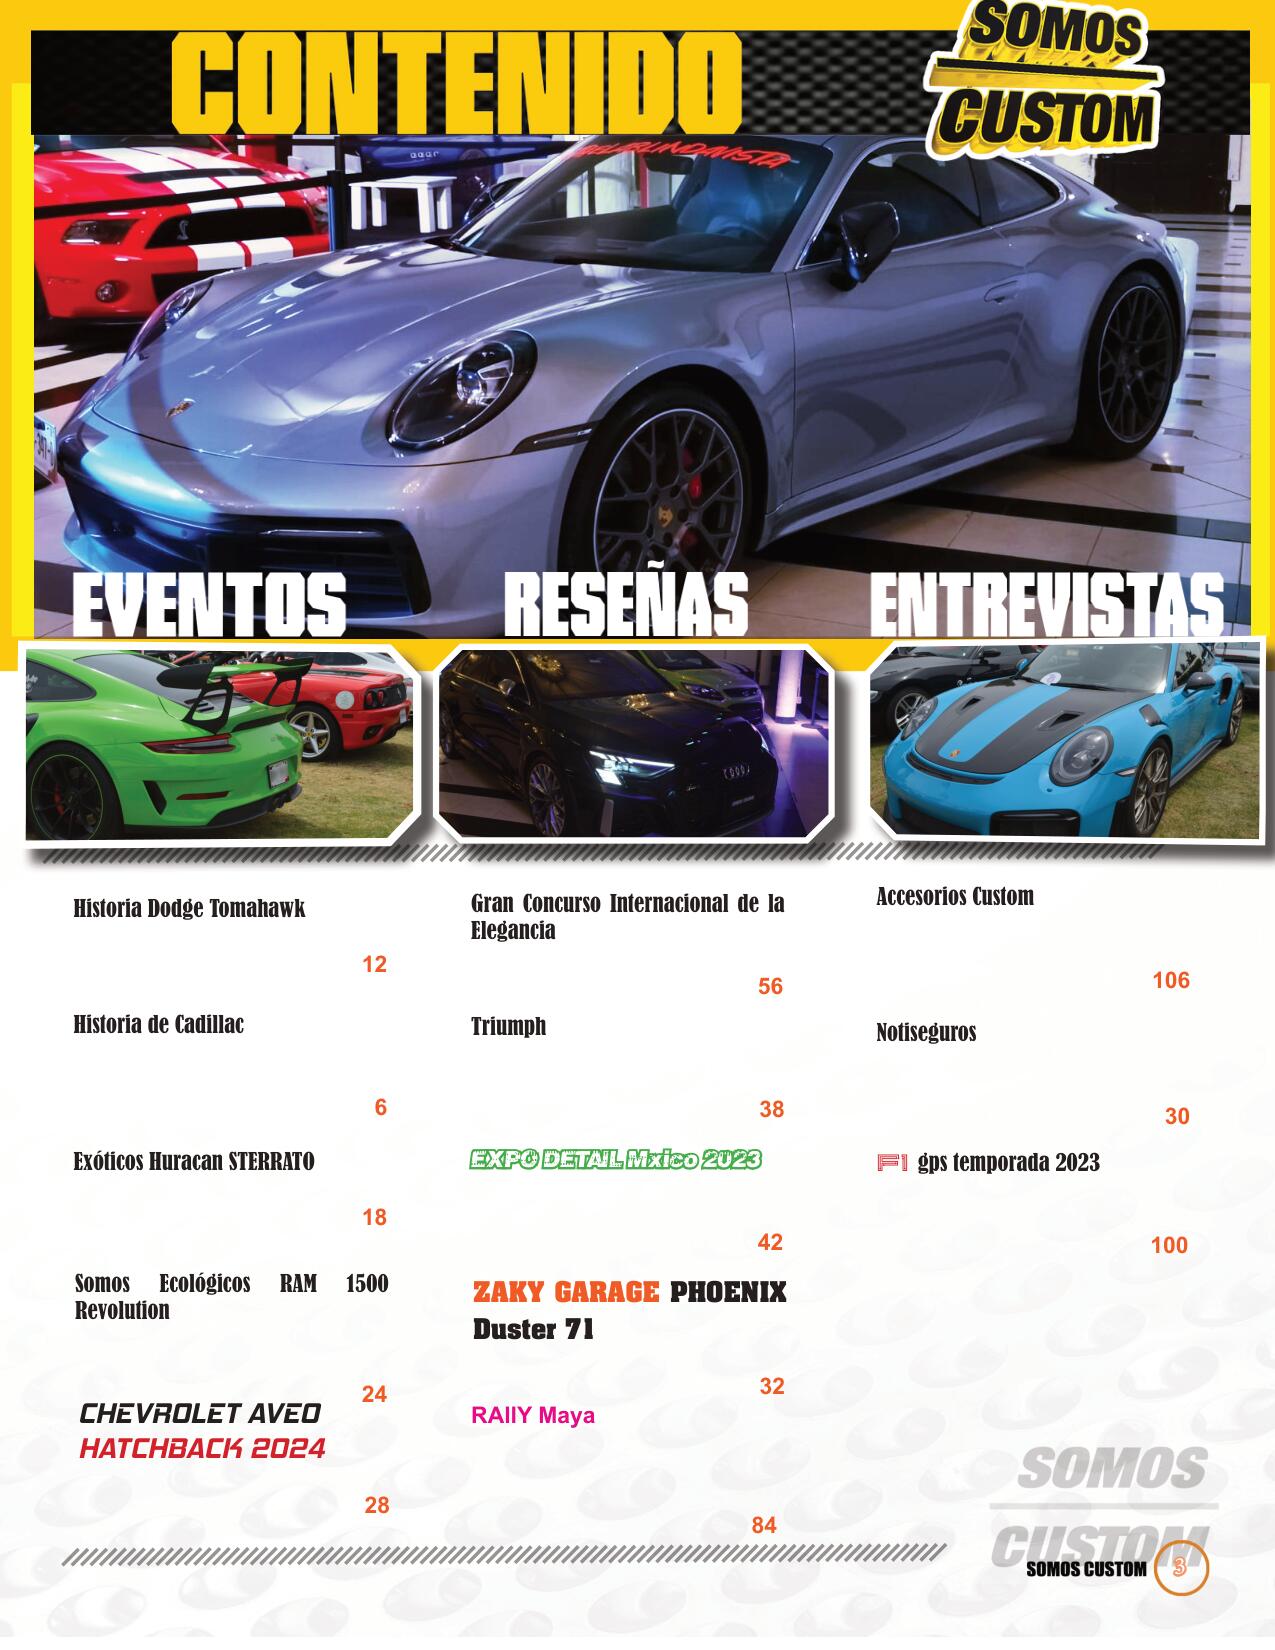 CONTENIDO
SOMOS
CUSTOM
EVENTOS
RESEÑAS
ENTREVISTAS
Historia Dodge Tomahawk
12
Historia de Cadillac
6
Exóticos Huracan STERRATO
18
Somos Ecológicos RAM 1500
Revolution
24
CHEVROLET AVEO
HATCHBACK 2024
28
Gran Concurso Internacional de la
Elegancia
56
Triumph
38
EXPO DETAIL Mxico 2023
42
ZAKY GARAGE PHOENIX
Duster 71
32
RAllY Maya
84
Accesorios Custom
106
Notiseguros
30
F1 gps temporada 2023
100
SOMOS
CUSTOM
SOMOS CUSTOM 3